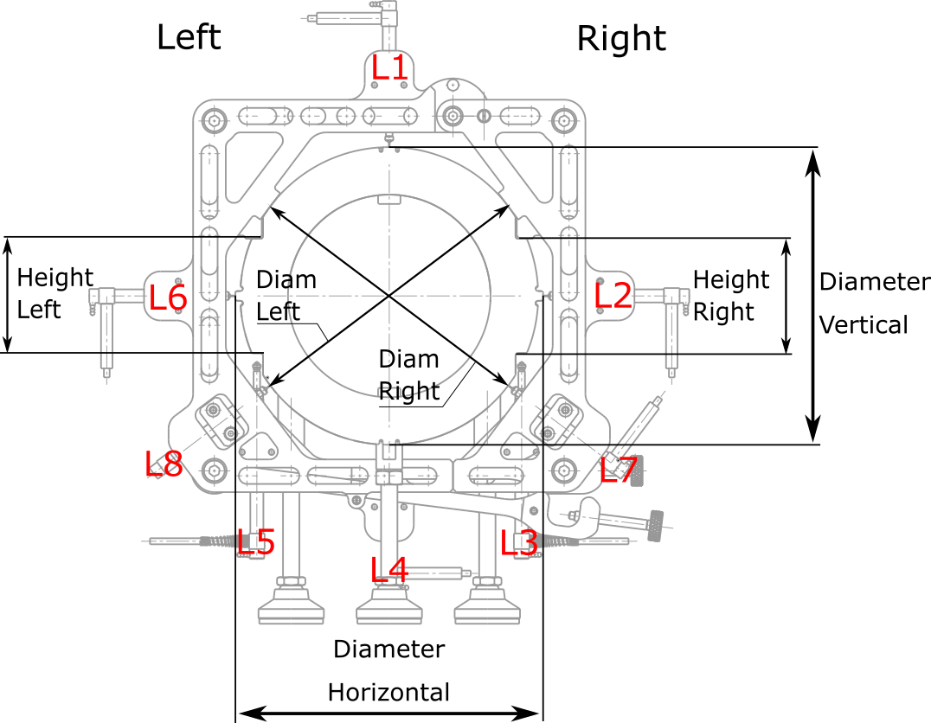 Left
Right
L1
Height
Left
L6
Diam
Left
L2
Height
Right
Diameter
Vertical
Diam
Right
L8
L7
L5
L3
L4
Diameter
Horizontal